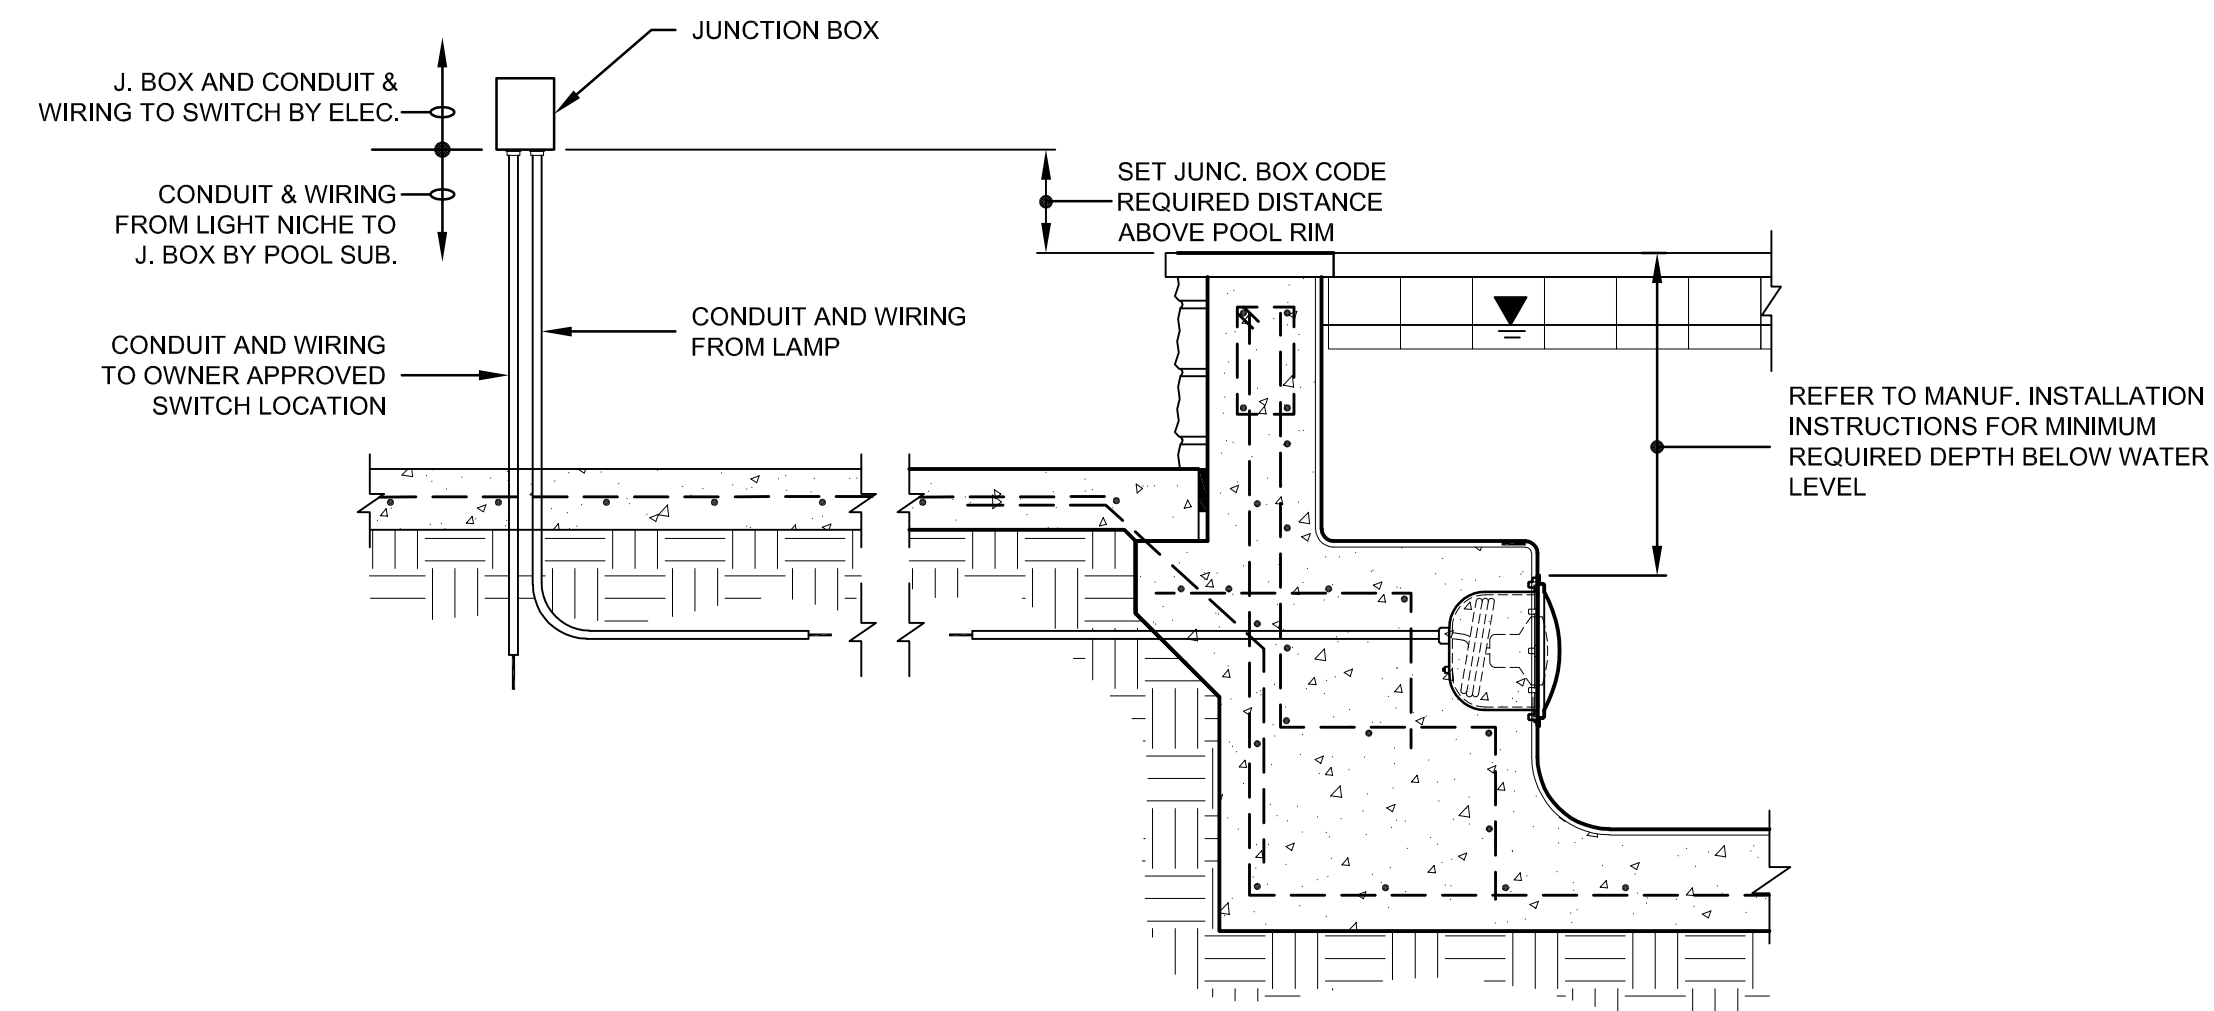 JUNCTION BOX
J. BOX AND CONDUIT &
WIRING TO SWITCH BY ELEC.
CONDUIT & WIRING
FROM LIGHT NICHE TO
J. BOX BY POOL SUB.
SET JUNC. BOX CODE
REQUIRED DISTANCE
ABOVE POOL RIM
CONDUIT AND WIRING
FROM LAMP
CONDUIT AND WIRING
TO OWNER APPROVED
SWITCH LOCATION
REFER TO MANUF. INSTALLATION
INSTRUCTIONS FOR MINIMUM
REQUIRED DEPTH BELOW WATER
LEVEL